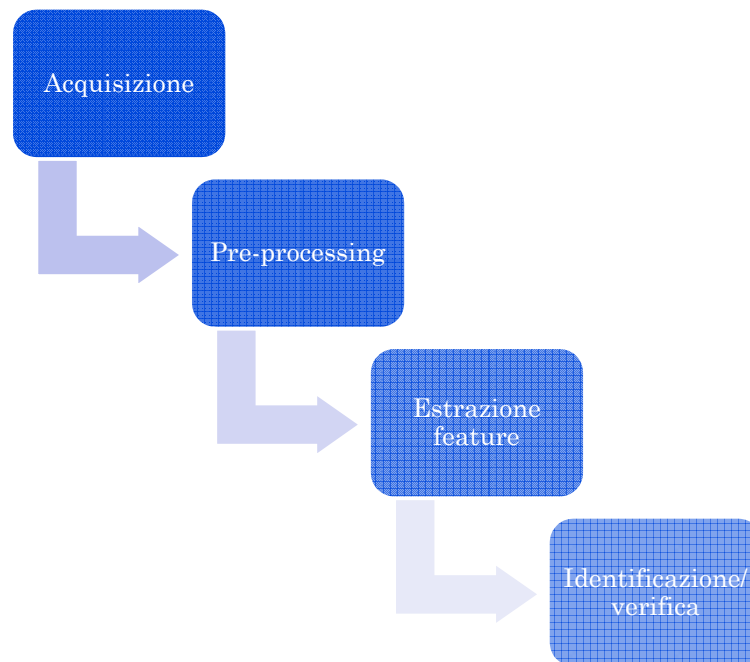 Acquisizione
Pre-processing
Estrazione
feature
Identificazione/
verifica